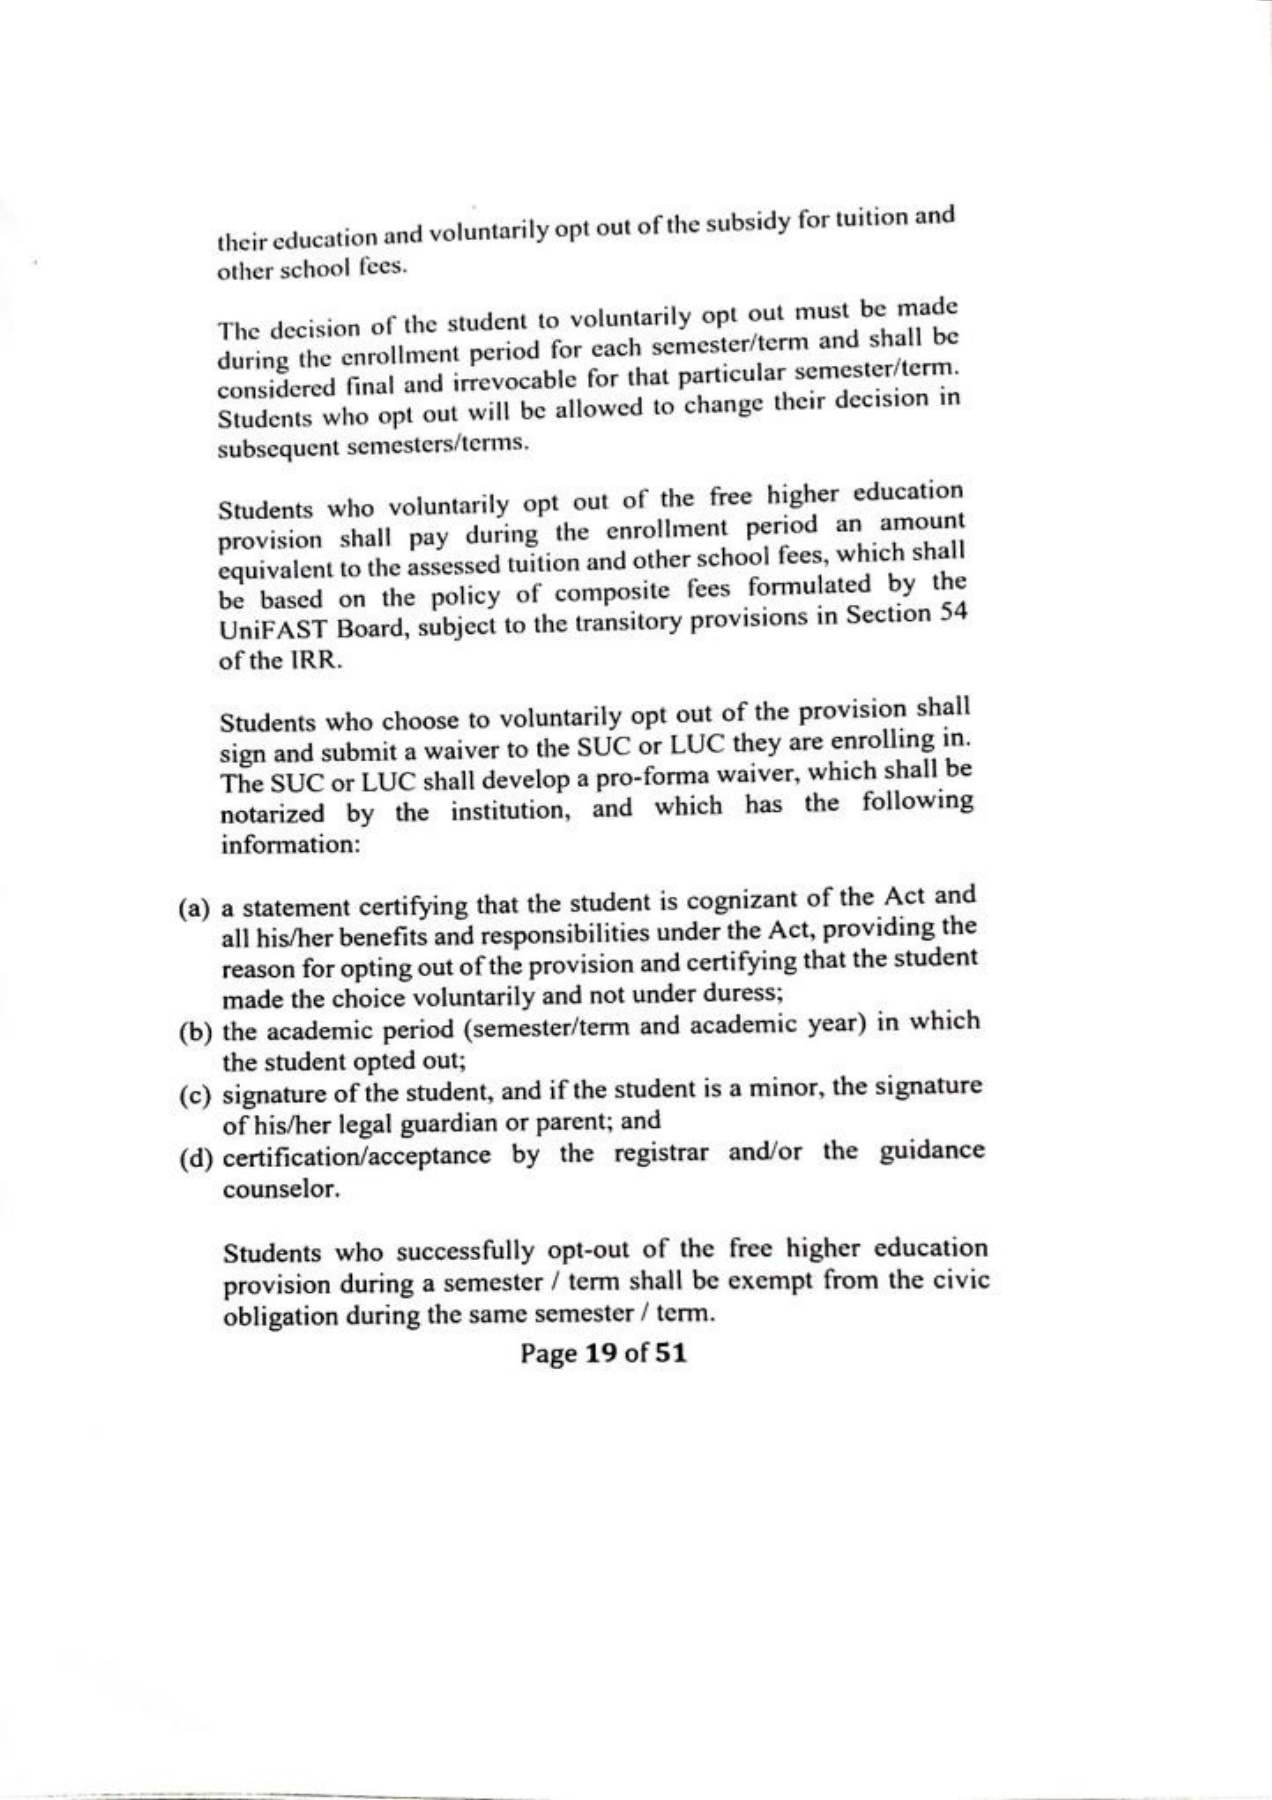 their education and voluntarily opt out of the subsidy for tuition and
other school fees.
The decision of the student to voluntarily opt out must be made
during the enrollment period for each semester/term and shall be
considered final and irrevocable for that particular semester/term.
Students who opt out will be allowed to change their decision in
subsequent semesters/terms.
Students who voluntarily opt out of the free higher education
provision shall pay during the enrollment period an amount
equivalent to the assessed tuition and other school fees, which shall
be based on the policy of composite fees formulated by the
UniFAST Board, subject to the transitory provisions in Section 54
of the IRR.
Students who choose to voluntarily opt out of the provision shall
sign and submit a waiver to the SUC or LUC they are enrolling in.
The SUC or LUC shall develop a pro-forma waiver, which shall be
notarized by the institution, and which has the following
information:
(a) a statement certifying that the student is cognizant of the Act and
all his/her benefits and responsibilities under the Act, providing the
reason for opting out of the provision and certifying that the student
made the choice voluntarily and not under duress;
(b) the academic period (semester/term and academic year) in which
the student opted out;
(c) signature of the student, and if the student is a minor, the signature
of his/her legal guardian or parent; and
(d) certification/acceptance by the registrar and/or the guidance
counselor.
Students who successfully opt-out of the free higher education
provision during a semester / term shall be exempt from the civic
obligation during the same semester / term.
Page 19 of 51